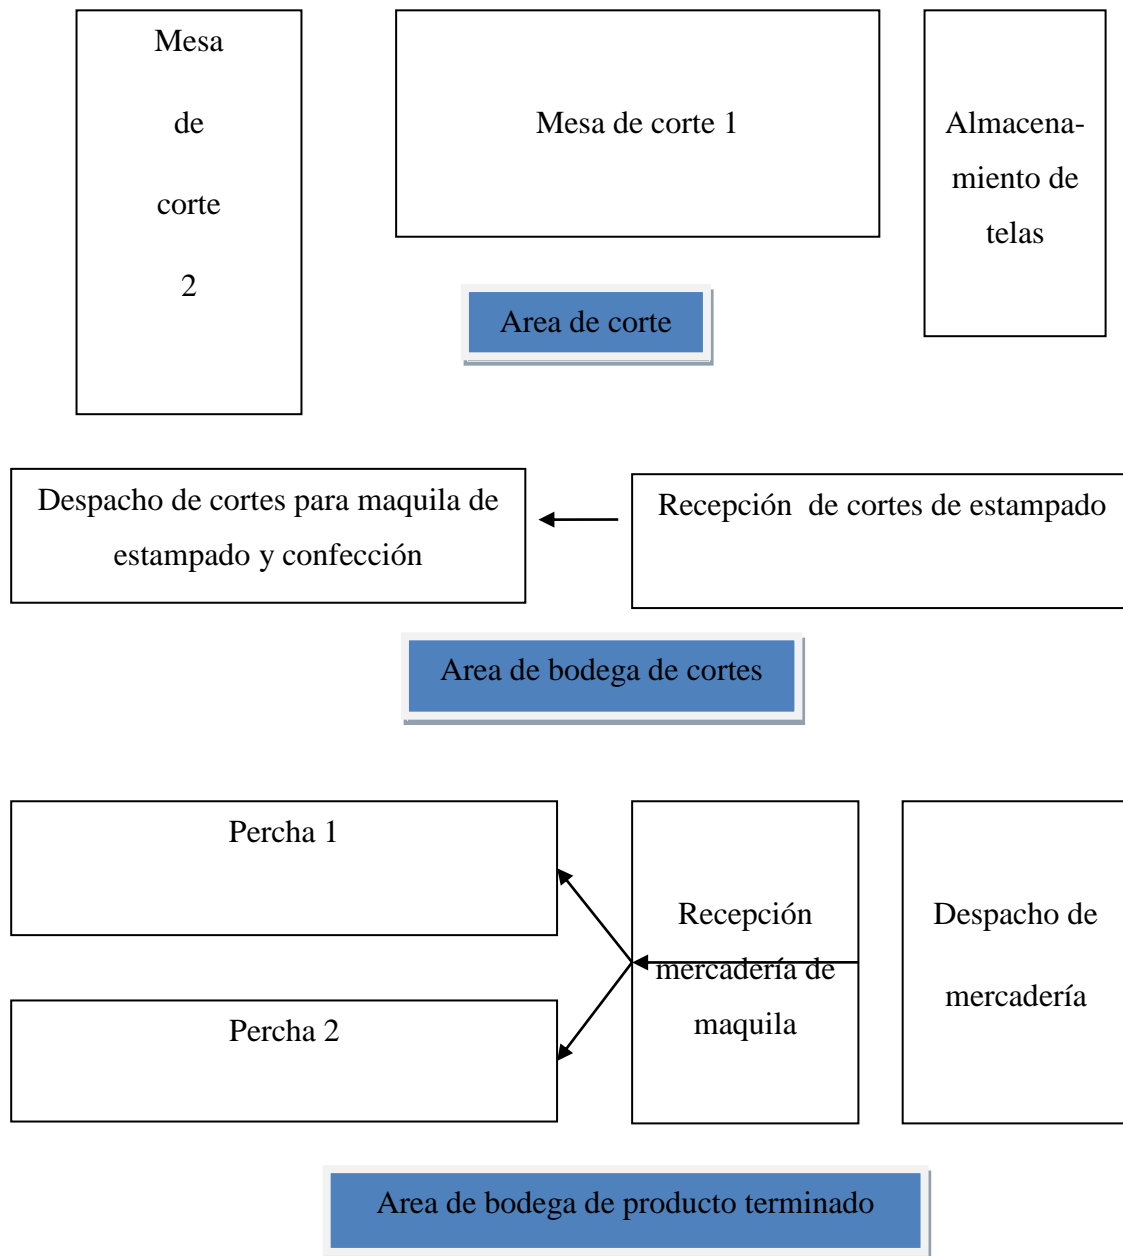 Mesa
de
corte
2
Mesa de corte 1
Almacena-
miento de
telas
Area de corte
Despacho de cortes para maquila de
estampado y confección
Recepción  de cortes de estampado
Area de bodega de cortes
Percha 1
Percha 2
Recepción
mercadería de
maquila
Despacho de
mercadería
Area de bodega de producto terminado